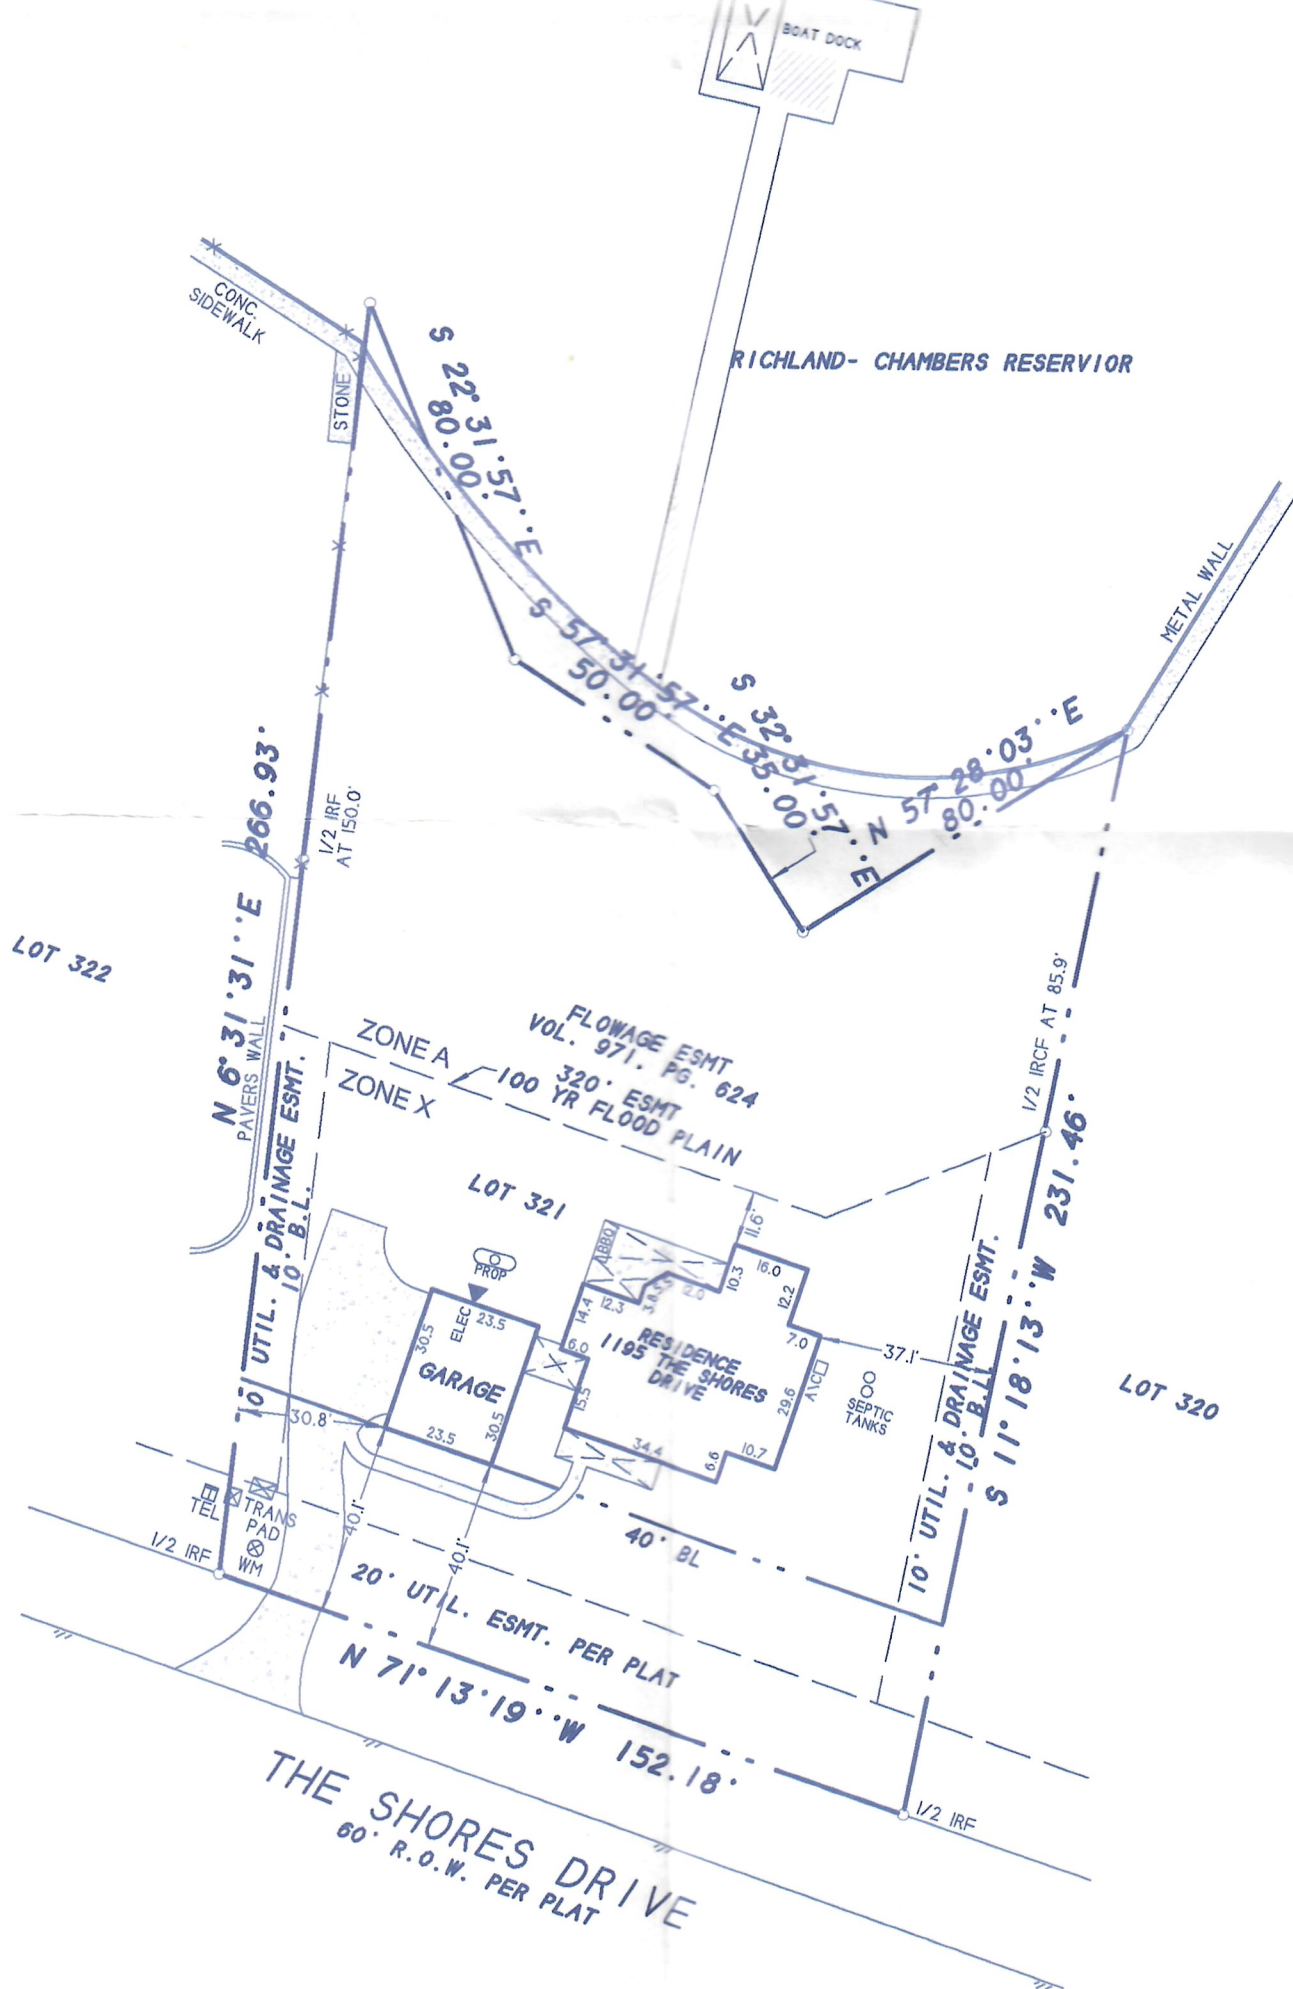 BOAT DOCK
CONC.
SIDEWALK
STONE
S 22°31'57''E
80.00'
RICHLAND- CHAMBERS RESERVIOR
METAL WALL
S 57°31'57''E
50.00'
S 32°31'57''E
35.00'
N 57°28'03''E
80.00'
N 6°31'31''E 266.93'
1/2 IRF
AT 150.0'
PAVERS WALL
LOT 322
ZONE A
ZONE X
FLOWAGE ESMT
VOL. 971, PG. 624
320' ESMT
100 YR FLOOD PLAIN
1/2 IRCF AT 85.9'
S 11°18'13''W 231.46'
LOT 321
10' UTIL. & DRAINAGE ESMT.
10' B.L.
BBQ
11.6'
PROP
ELEC
23.5
30.5
GARAGE
30.5
23.5
14.4
12.3
10.3
16.0
12.2
7.0
6.0
15.5
RESIDENCE
1195 THE SHORES
DRIVE
29.6
A\C
37.1'
SEPTIC
TANKS
34.4
6.6
10.7
10' UTIL. & DRAINAGE ESMT.
10' B.L.
LOT 320
30.8'
40.1'
40.1'
TEL
TRANS
PAD
WM
1/2 IRF
40' BL
20' UTIL. ESMT. PER PLAT
N 71°13'19''W 152.18'
1/2 IRF
THE SHORES DRIVE
60' R.O.W. PER PLAT